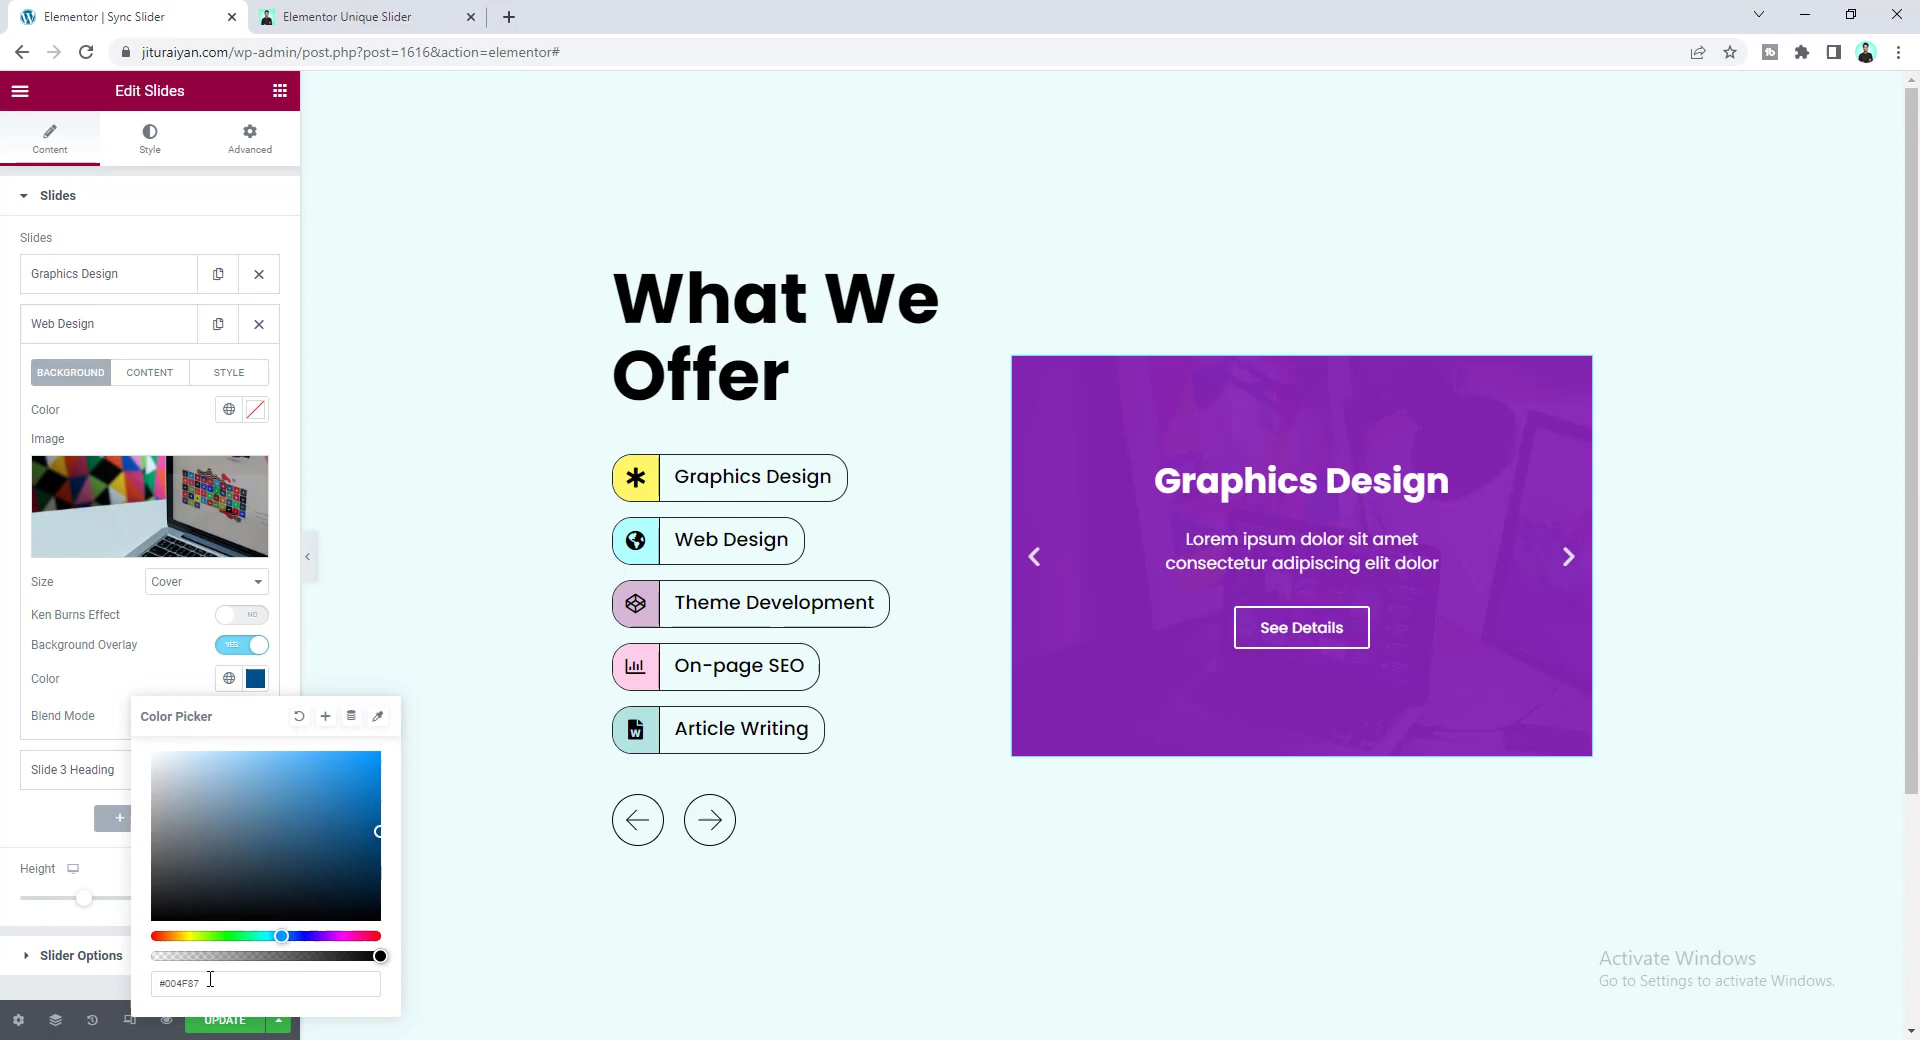 Elementor | Sync Slider
Elementor Unique Slider
jituraiyan.com/wp-admin/post.php?post=1616&action=elementor#
Edit Slides
Content
Style
Advanced
Slides
Slides
Graphics Design
Web Design
BACKGROUND
CONTENT
STYLE
Color
Image
Size
Cover
Ken Burns Effect
NO
Background Overlay
YES
Color
Blend Mode
Color Picker
Slide 3 Heading
Height
Slider Options
#004F87
UPDATE
What We
Offer
Graphics Design
Web Design
Theme Development
On-page SEO
Article Writing
Graphics Design
Lorem ipsum dolor sit amet
consectetur adipiscing elit dolor
See Details
Activate Windows
Go to Settings to activate Windows.